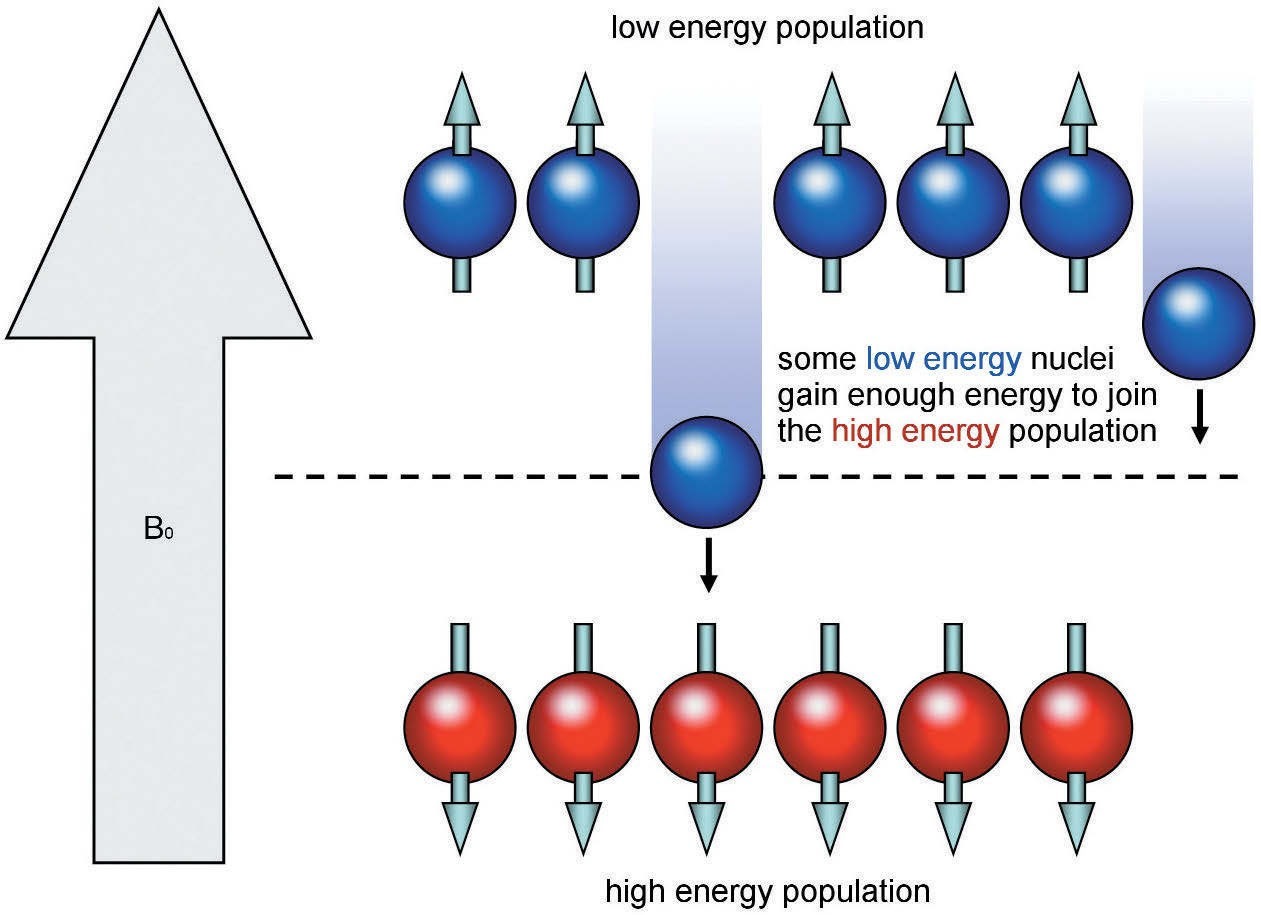 low energy population
some low energy nuclei
gain enough energy to join
the high energy population
B₀
high energy population